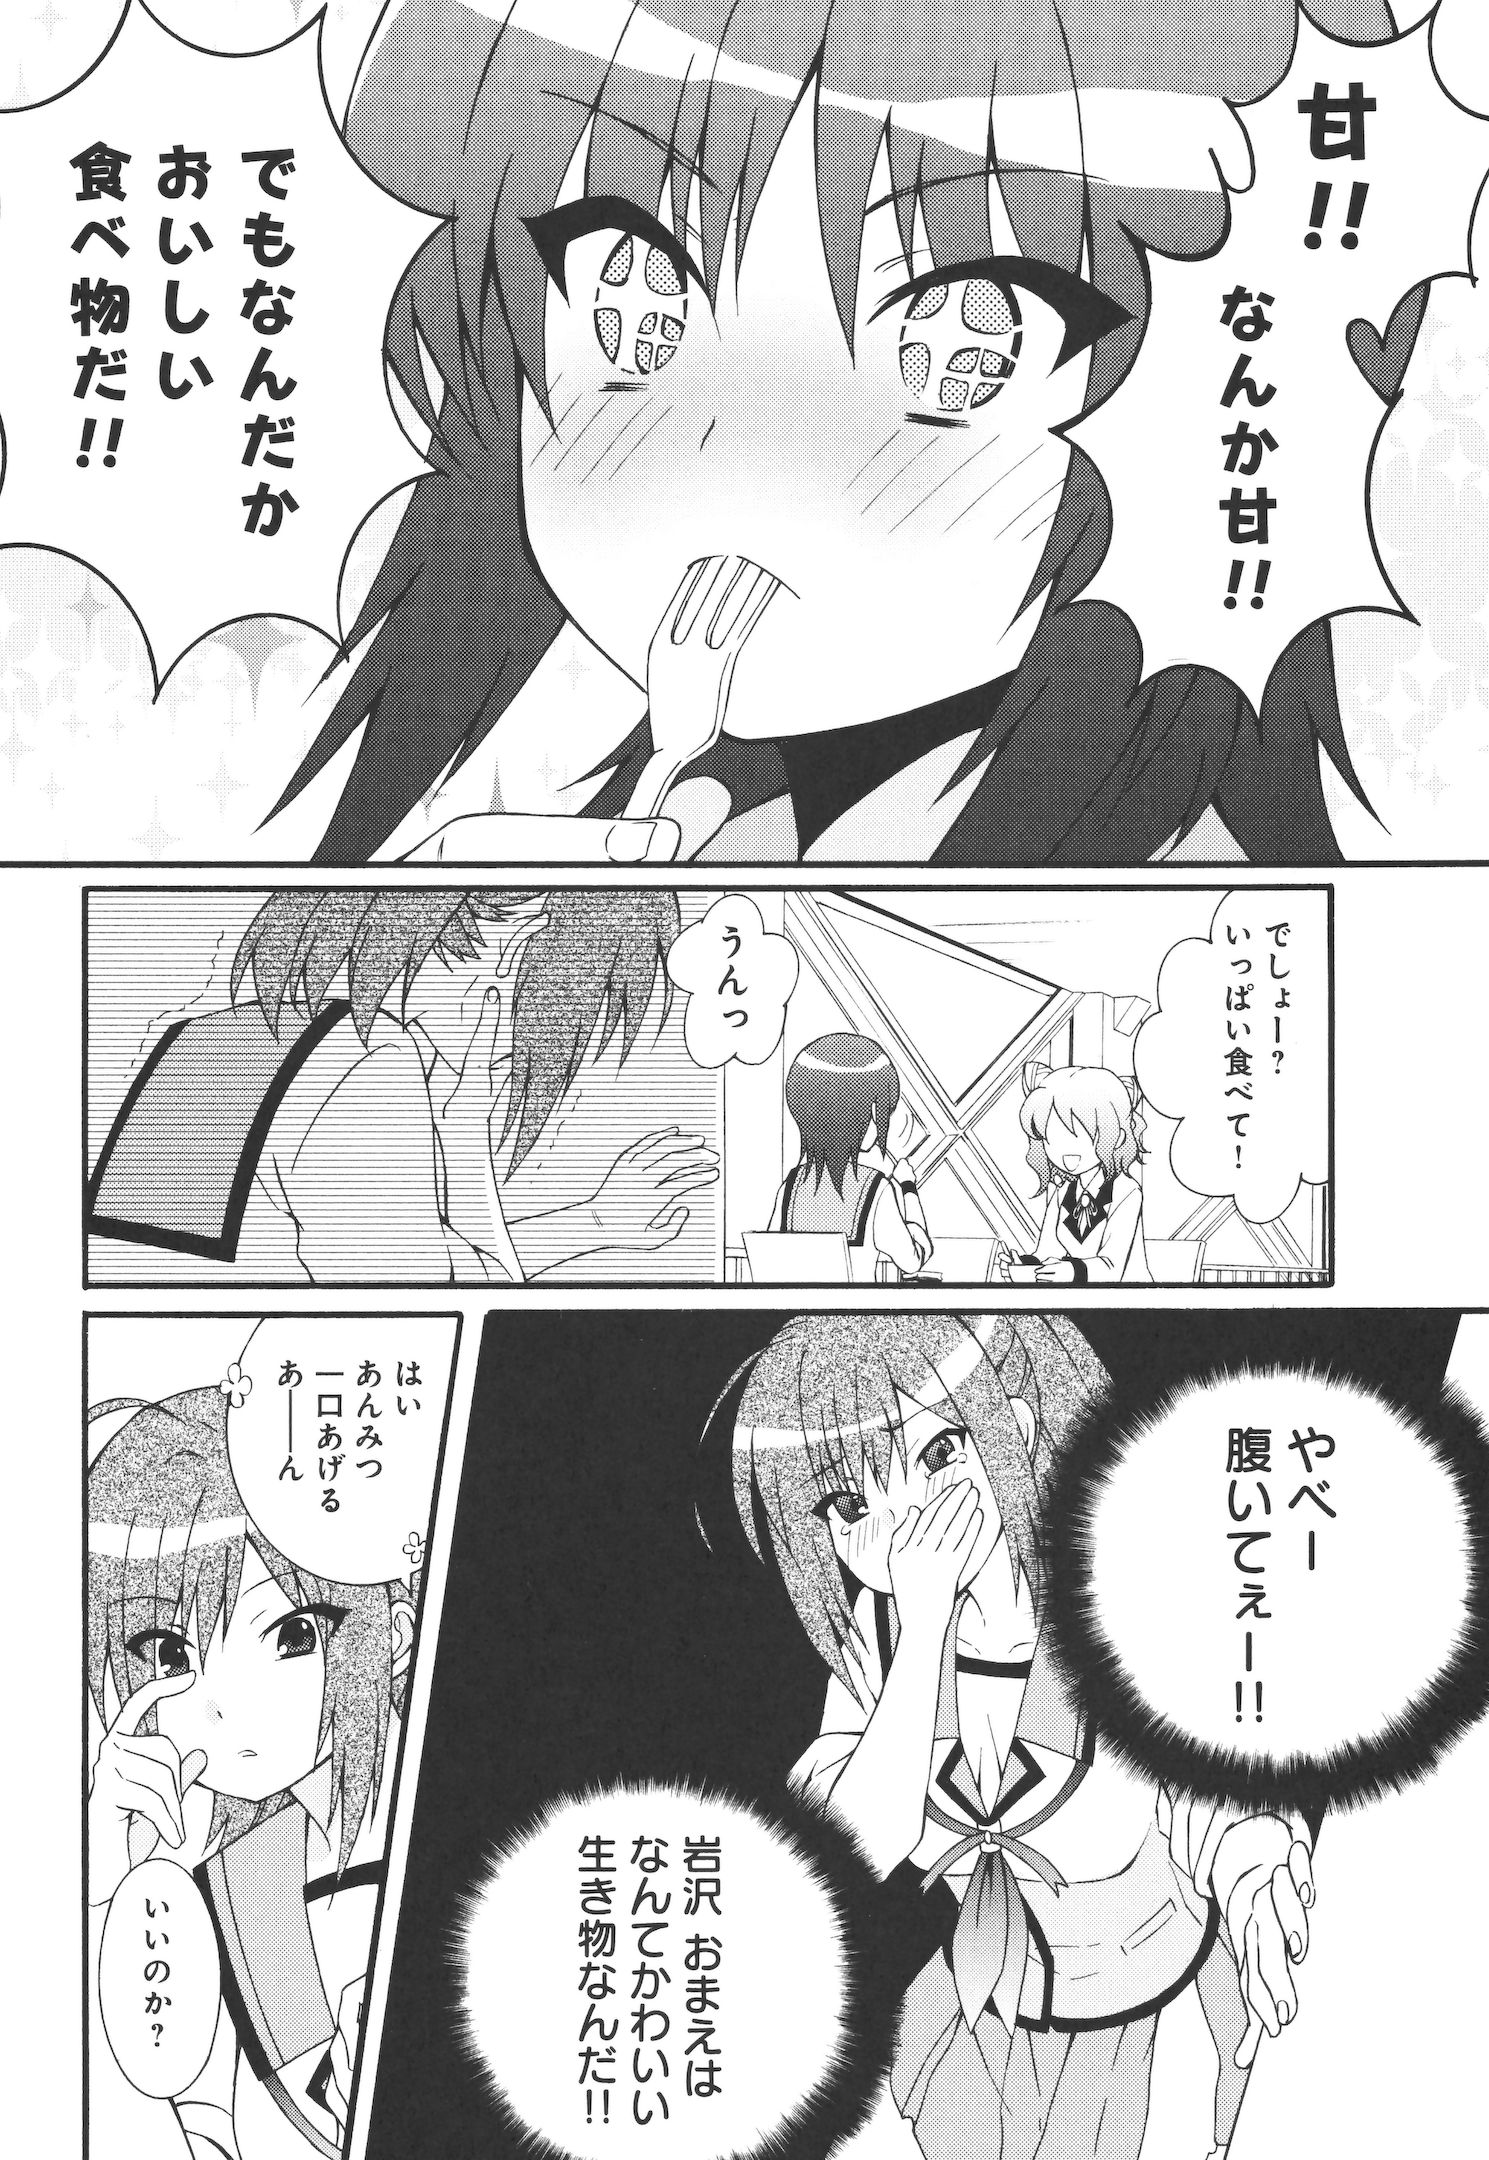 甘!!
なんか甘!!
でもなんだか
おいしい
食べ物だ!!
でしょー?
いっぱい食べて!
うんっ
やべー
腹いてぇー!!
岩沢 おまえは
なんてかわいい
生き物なんだ!!
はい
あんみつ
一口あげる
あ――ん
いいのか?